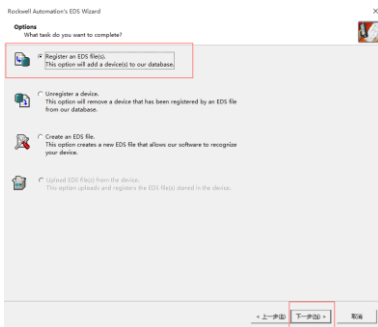 Rockwell Automation's EDS Wizard
Options
What task do you want to complete?
Register an EDS file(s).
This option will add a device(s) to our database.
Unregister a device.
This option will remove a device that has been registered by an EDS file
from our database.
Create an EDS file.
This option creates a new EDS file that allows our software to recognize
your device.
Upload EDS file(s) from the device.
This option uploads and registers the EDS file(s) stored in the device.
< 上一步(B) 下一步(N) > 取消